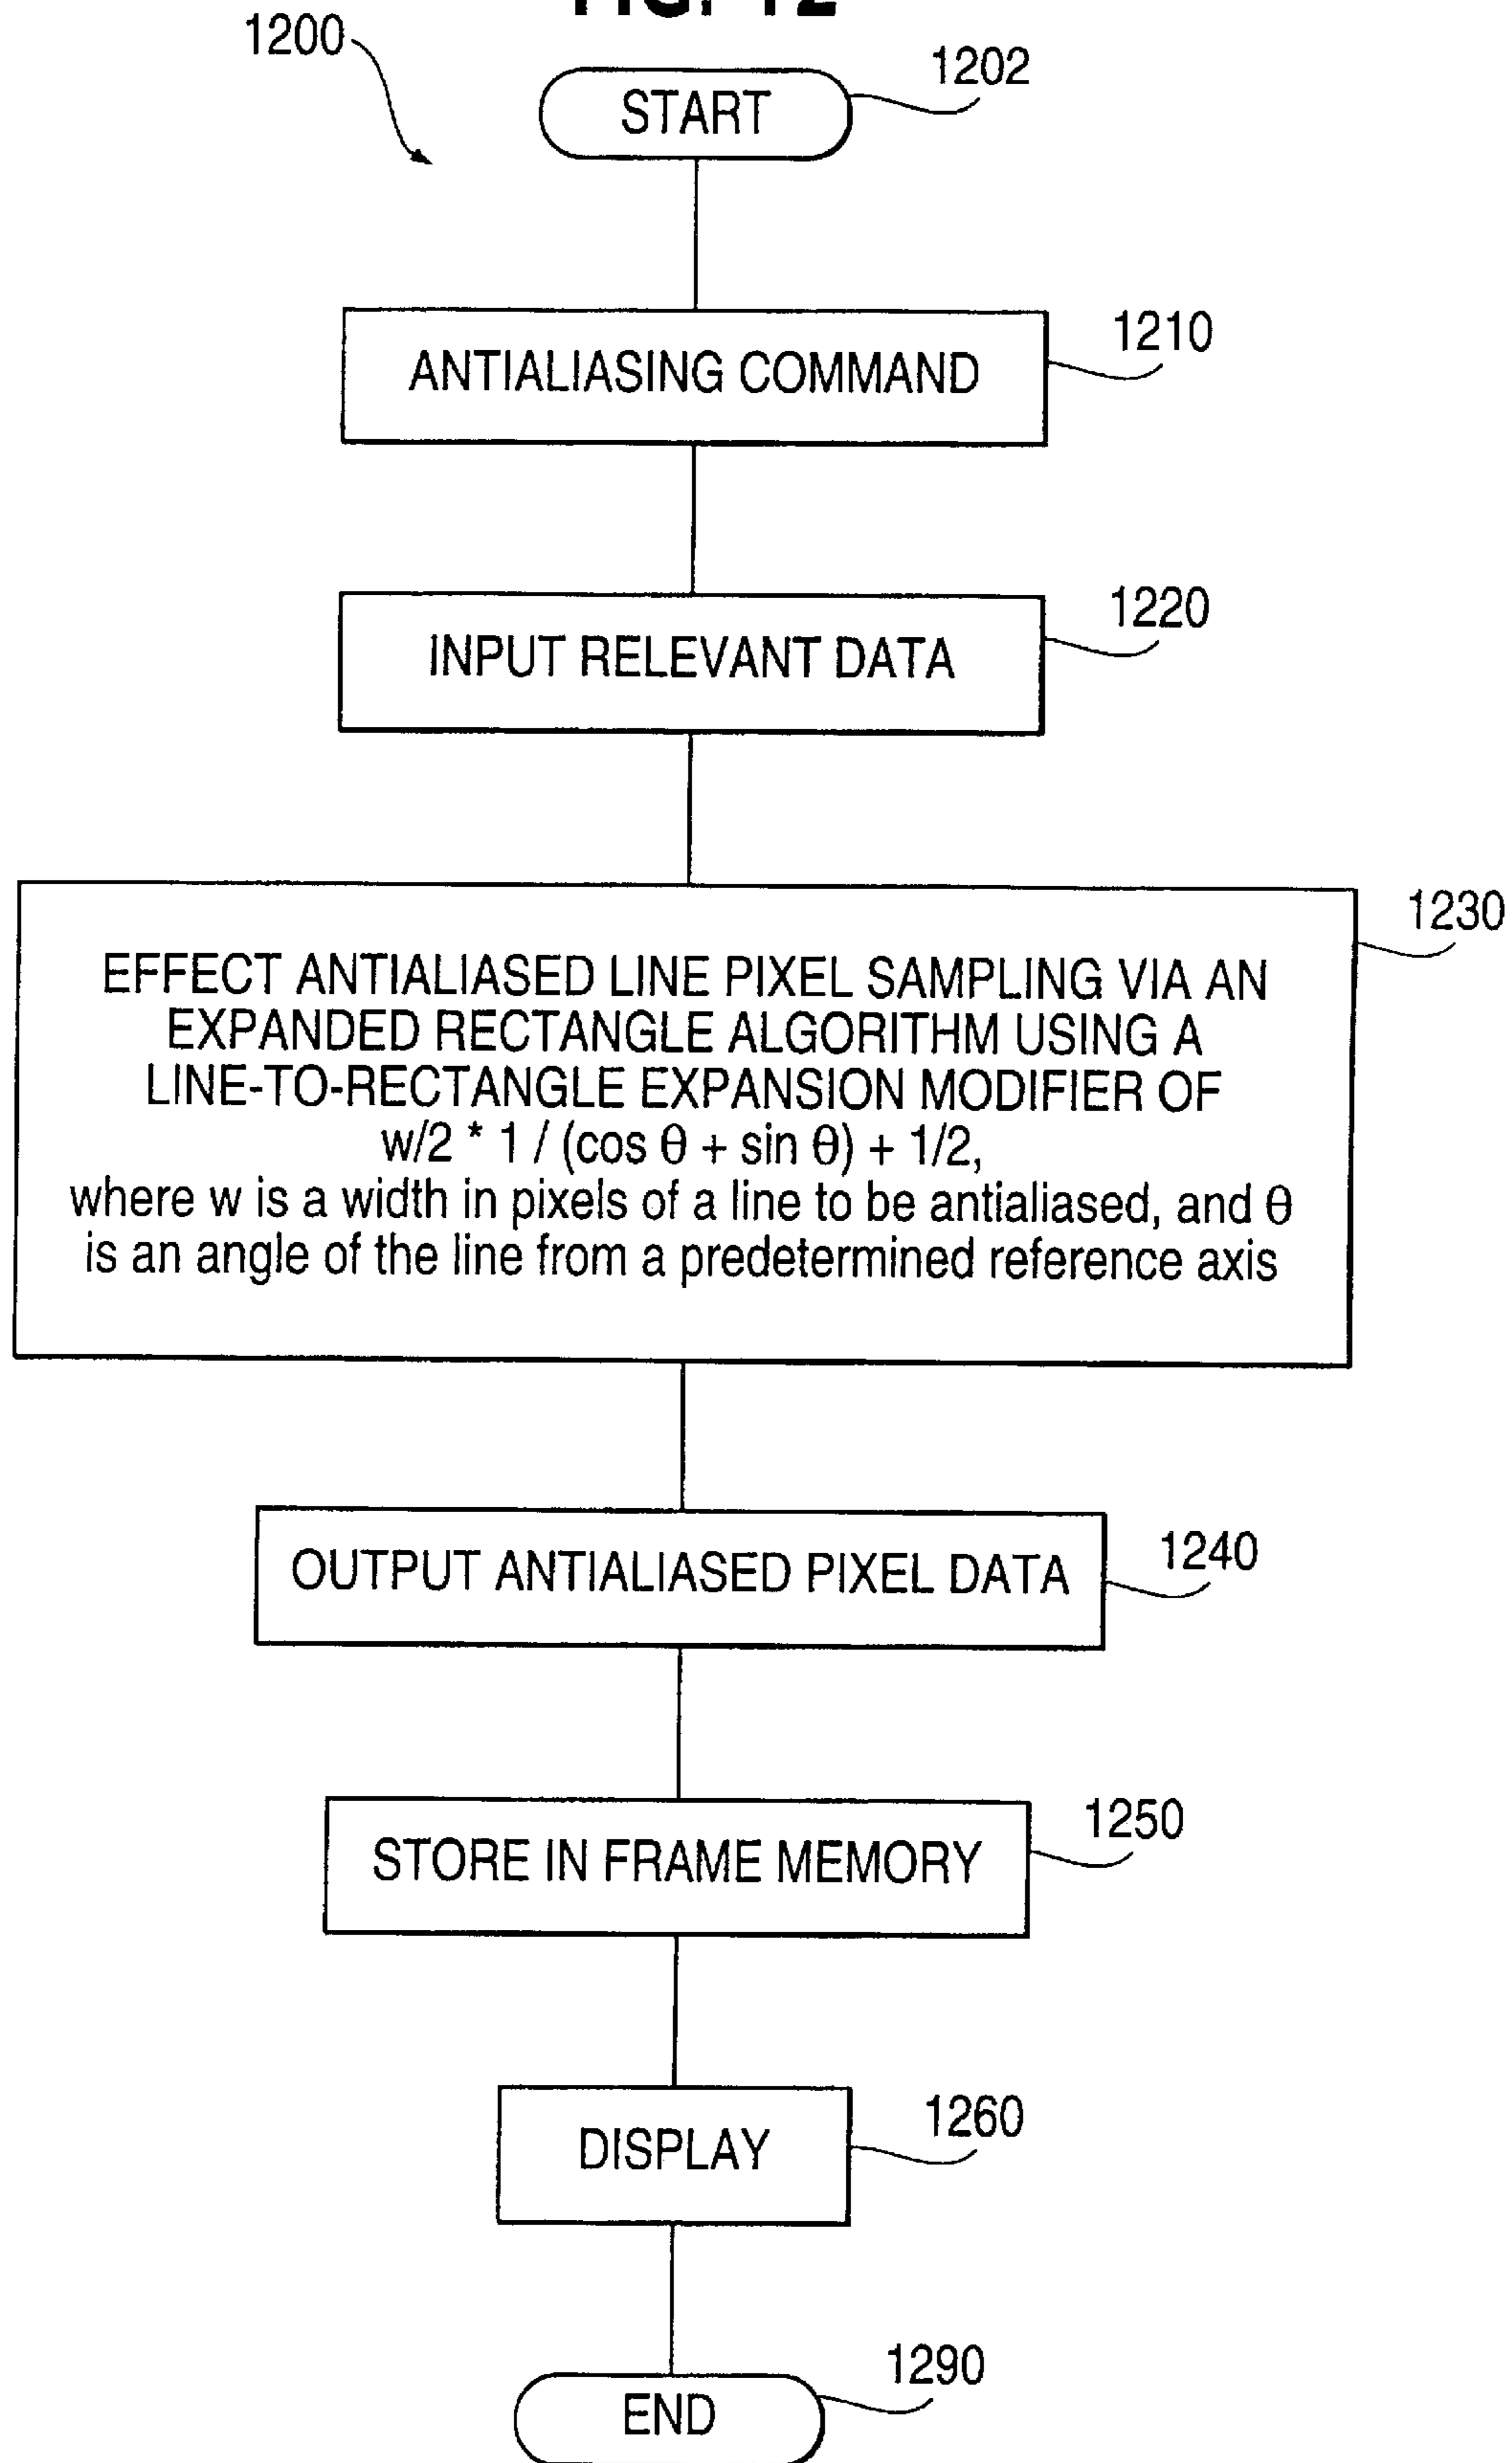 FIG. 12
1200
START
1202
ANTIALIASING COMMAND
1210
INPUT RELEVANT DATA
1220
1230
EFFECT ANTIALIASED LINE PIXEL SAMPLING VIA AN
EXPANDED RECTANGLE ALGORITHM USING A
LINE-TO-RECTANGLE EXPANSION MODIFIER OF
w/2 * 1 / (cos θ + sin θ) + 1/2,
where w is a width in pixels of a line to be antialiased, and θ
is an angle of the line from a predetermined reference axis
OUTPUT ANTIALIASED PIXEL DATA
1240
STORE IN FRAME MEMORY
1250
DISPLAY
1260
END
1290